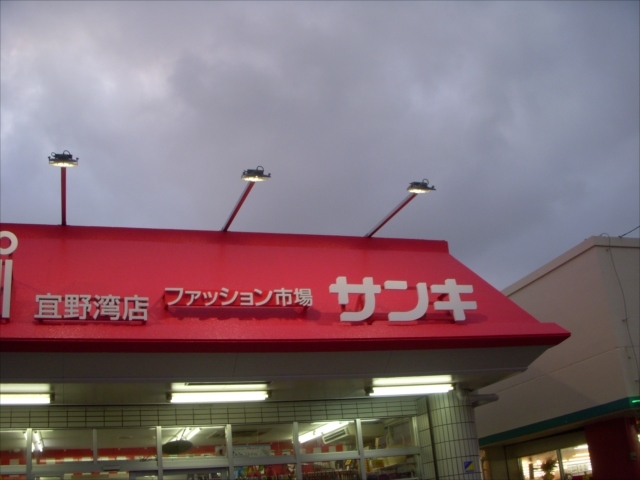 宜野湾店
ファッション市場 サンキ